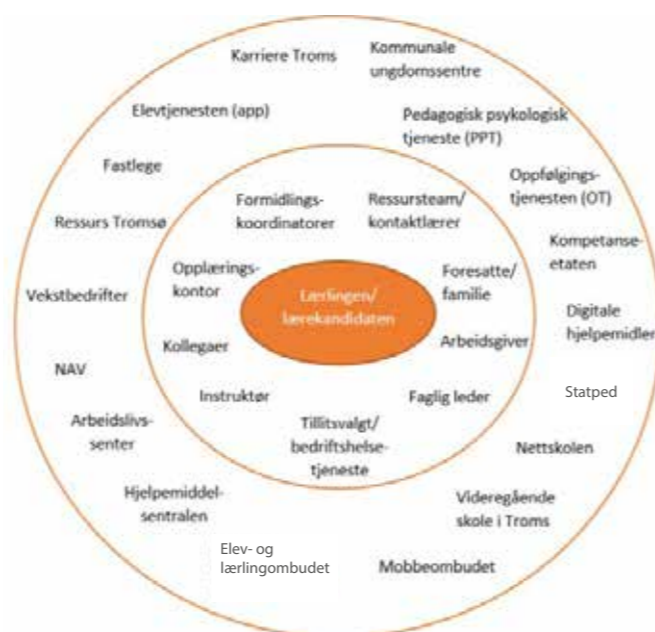 Karriere Troms
Kommunale
ungdomssentre
Elevtjenesten (app)
Pedagogisk psykologisk
tjeneste (PPT)
Fastlege
Oppfølgings-
tjenesten (OT)
Formidlings-
koordinatorer
Ressursteam/
kontaktlærer
Ressurs Tromsø
Kompetanse-
etaten
Opplærings-
kontor
Foresatte/
familie
Vekstbedrifter
Lærlingen/
lærekandidaten
Digitale
hjelpemidler
Kollegaer
Arbeidsgiver
NAV
Statped
Instruktør
Faglig leder
Arbeidslivs-
senter
Tillitsvalgt/
bedriftshelse-
tjeneste
Nettskolen
Hjelpemiddel-
sentralen
Videregående
skole i Troms
Elev- og
lærlingombudet
Mobbeombudet